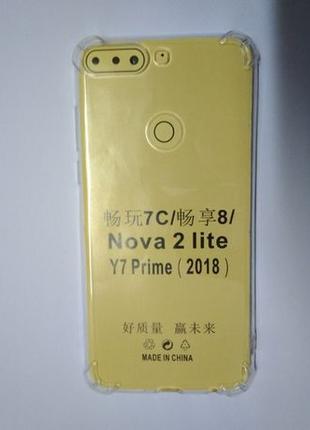 畅玩7C/畅享8/
Nova 2 lite
Y7 Prime(2018)
好质量 赢未来
MADE IN CHINA